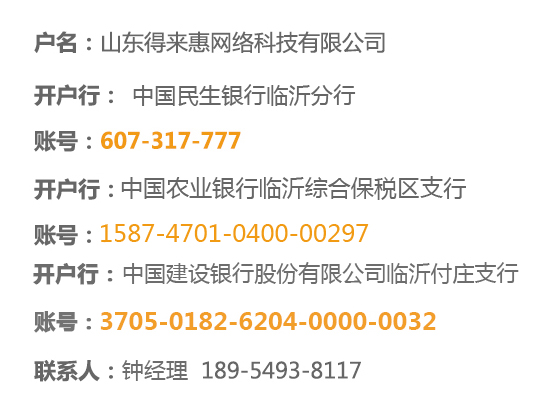 户名：山东得来惠网络科技有限公司
开户行： 中国民生银行临沂分行
账号：607-317-777
开户行：中国农业银行临沂综合保税区支行
账号：1587-4701-0400-00297
开户行：中国建设银行股份有限公司临沂付庄支行
账号：3705-0182-6204-0000-0032
联系人：钟经理 189-5493-8117